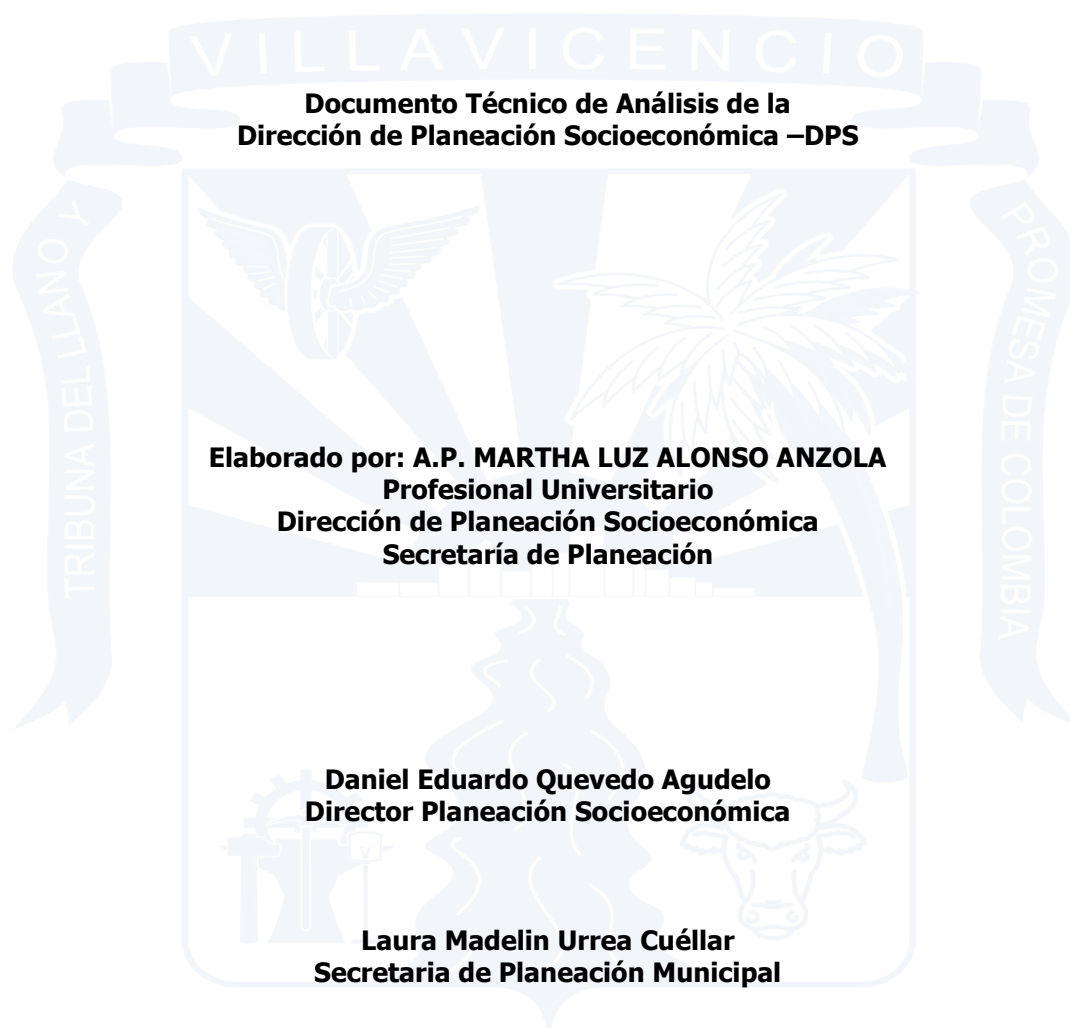 VILLAVICENCIO
Documento Técnico de Análisis de la
Dirección de Planeación Socioeconómica –DPS
TRIBUNA DEL LLANO Y
PROMESA DE COLOMBIA
Elaborado por: A.P. MARTHA LUZ ALONSO ANZOLA
Profesional Universitario
Dirección de Planeación Socioeconómica
Secretaría de Planeación
Daniel Eduardo Quevedo Agudelo
Director Planeación Socioeconómica
V
Laura Madelin Urrea Cuéllar
Secretaria de Planeación Municipal